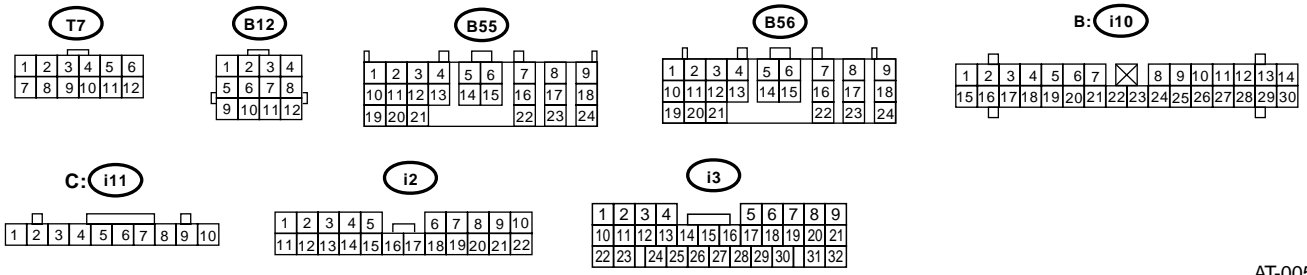 T7
B12
B55
B56
B: i10
1 2 3 4 5 6
7 8 9 10 11 12
1 2 3 4
5 6 7 8
9 10 11 12
1 2 3 4 5 6 7 8 9
10 11 12 13 14 15 16 17 18
19 20 21 22 23 24
1 2 3 4 5 6 7 8 9
10 11 12 13 14 15 16 17 18
19 20 21 22 23 24
1 2 3 4 5 6 7 8 9 10 11 12 13 14
15 16 17 18 19 20 21 22 23 24 25 26 27 28 29 30
C: i11
i2
i3
1 2 3 4 5 6 7 8 9 10
1 2 3 4 5 6 7 8 9 10
11 12 13 14 15 16 17 18 19 20 21 22
1 2 3 4 5 6 7 8 9
10 11 12 13 14 15 16 17 18 19 20 21
22 23 24 25 26 27 28 29 30 31 32